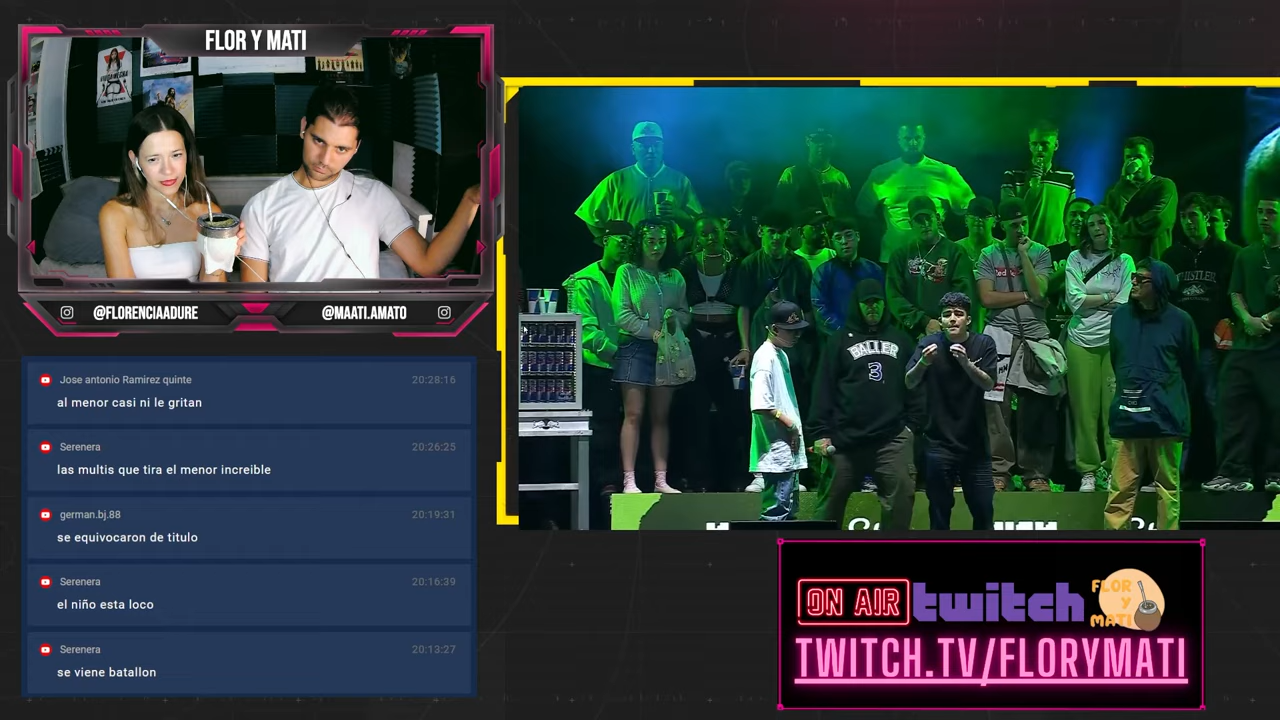 FLOR Y MATI
@FLORENCIAADURE
@MAATI.AMATO
Jose antonio Ramirez quinte 20:28:16
al menor casi ni le gritan
Serenera 20:26:25
las multis que tira el menor increible
german.bj.88 20:19:31
se equivocaron de titulo
Serenera 20:16:39
el niño esta loco
Serenera 20:13:27
se viene batallon
BALLER
3
ON AIR
twitch
FLOR
Y
MATI
TWITCH.TV/FLORYMATI